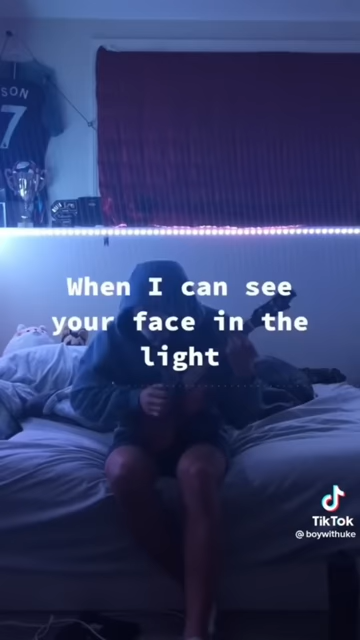 SON
7
When I can see
your face in the
light
TikTok
@boywithuke